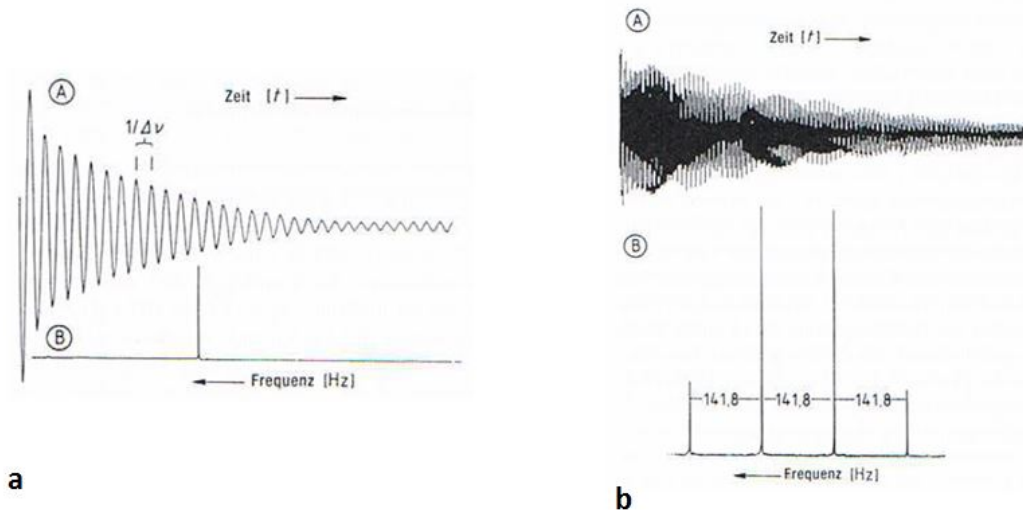 A
Zeit [t]
1/Δν
B
Frequenz [Hz]
a
A
Zeit [t]
B
141,8 141,8 141,8
Frequenz [Hz]
b